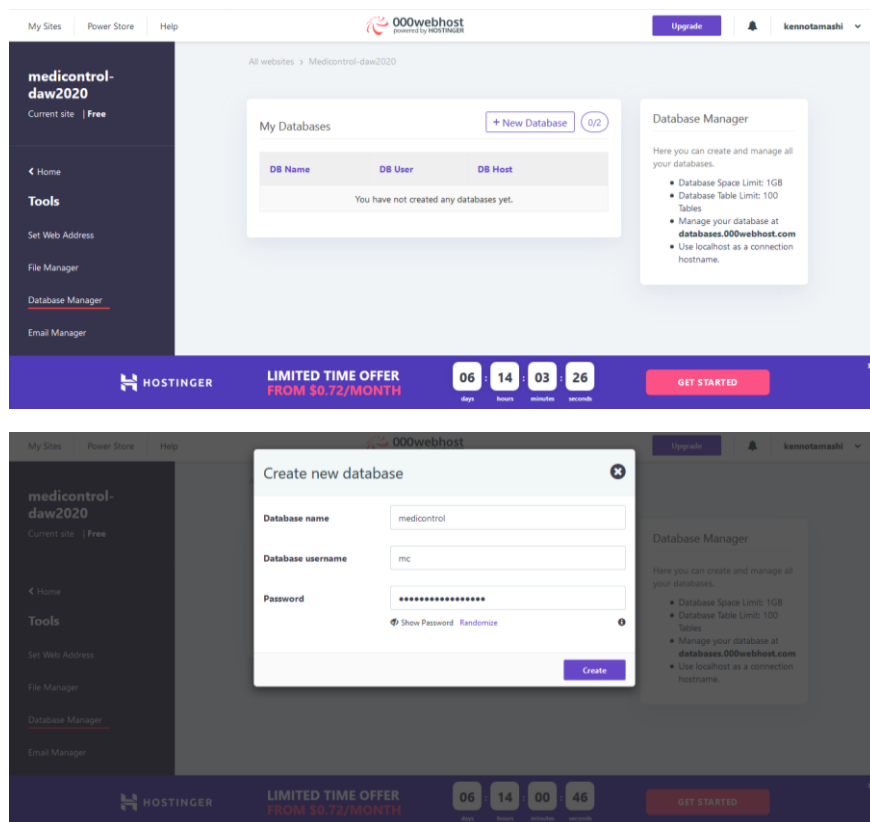 My Sites Power Store Help 000webhost Upgrade kennotamashi
powered by HOSTINGER
All websites > Medicontrol-daw2020
medicontrol-
daw2020
Current site | Free
Home
Tools
Set Web Address
File Manager
Database Manager
Email Manager
My Databases + New Database 0/2
DB Name DB User DB Host
You have not created any databases yet.
Database Manager
Here you can create and manage all
your databases.
• Database Space Limit: 1GB
• Database Table Limit: 100
Tables
• Manage your database at
databases.000webhost.com
• Use localhost as a connection
hostname.
HOSTINGER
LIMITED TIME OFFER
FROM $0.72/MONTH
06 : 14 : 03 : 26
days hours minutes seconds
GET STARTED
My Sites Power Store Help 000webhost Upgrade kennotamashi
medicontrol-
daw2020
Current site | Free
Home
Tools
Set Web Address
File Manager
Database Manager
Email Manager
Create new database
Database name medicontrol
Database username mc
Password •••••••••••••••••
Show Password Randomize
Create
Database Manager
Here you can create and manage all
your databases.
• Database Space Limit: 1GB
• Database Table Limit: 100
Tables
• Manage your database at
databases.000webhost.com
• Use localhost as a connection
hostname.
HOSTINGER
LIMITED TIME OFFER
FROM $0.72/MONTH
06 : 14 : 00 : 46
days hours minutes seconds
GET STARTED